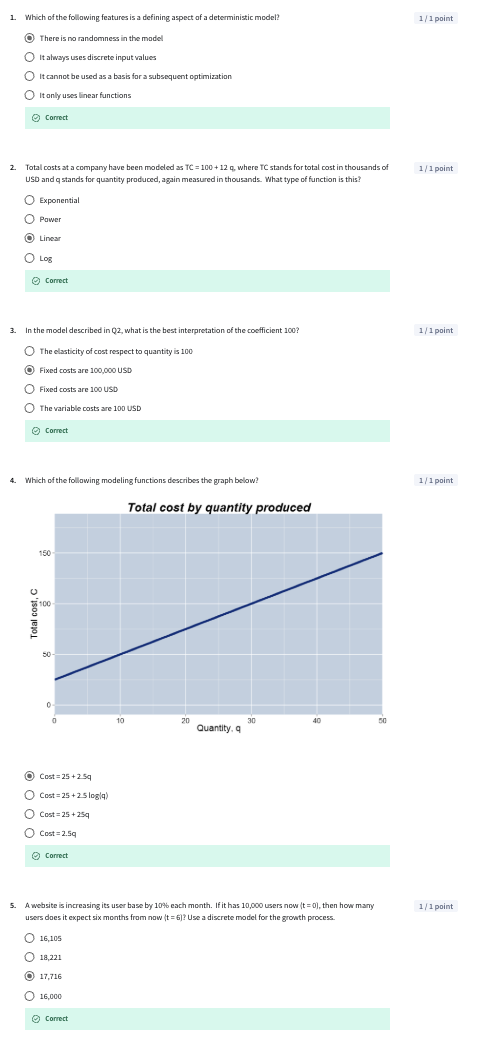 1. Which of the following features is a defining aspect of a deterministic model?
1 / 1 point
There is no randomness in the model
It always uses discrete input values
It cannot be used as a basis for a subsequent optimization
It only uses linear functions
Correct
2. Total costs at a company have been modeled as TC = 100 + 12 q, where TC stands for total cost in thousands of
1 / 1 point
USD and q stands for quantity produced, again measured in thousands. What type of function is this?
Exponential
Power
Linear
Log
Correct
3. In the model described in Q2, what is the best interpretation of the coefficient 100?
1 / 1 point
The elasticity of cost respect to quantity is 100
Fixed costs are 100,000 USD
Fixed costs are 100 USD
The variable costs are 100 USD
Correct
4. Which of the following modeling functions describes the graph below?
1 / 1 point
Total cost by quantity produced
150
100
50
0
Total cost, C
0 10 20 30 40 50
Quantity, q
Cost = 25 + 2.5q
Cost = 25 + 2.5 log(q)
Cost = 25 + 25q
Cost = 2.5q
Correct
5. A website is increasing its user base by 10% each month. If it has 10,000 users now (t = 0), then how many
1 / 1 point
users does it expect six months from now (t = 6)? Use a discrete model for the growth process.
16,105
18,221
17,716
16,000
Correct